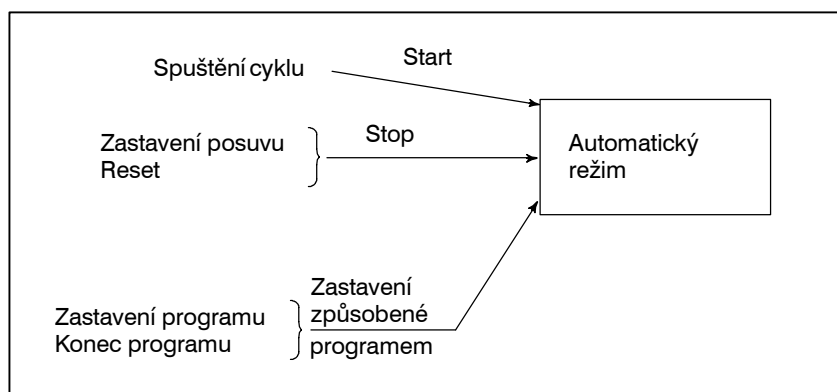 Spuštění cyklu
Start
Zastavení posuvu
Reset
Stop
Automatický
režim
Zastavení programu
Konec programu
Zastavení
způsobené
programem